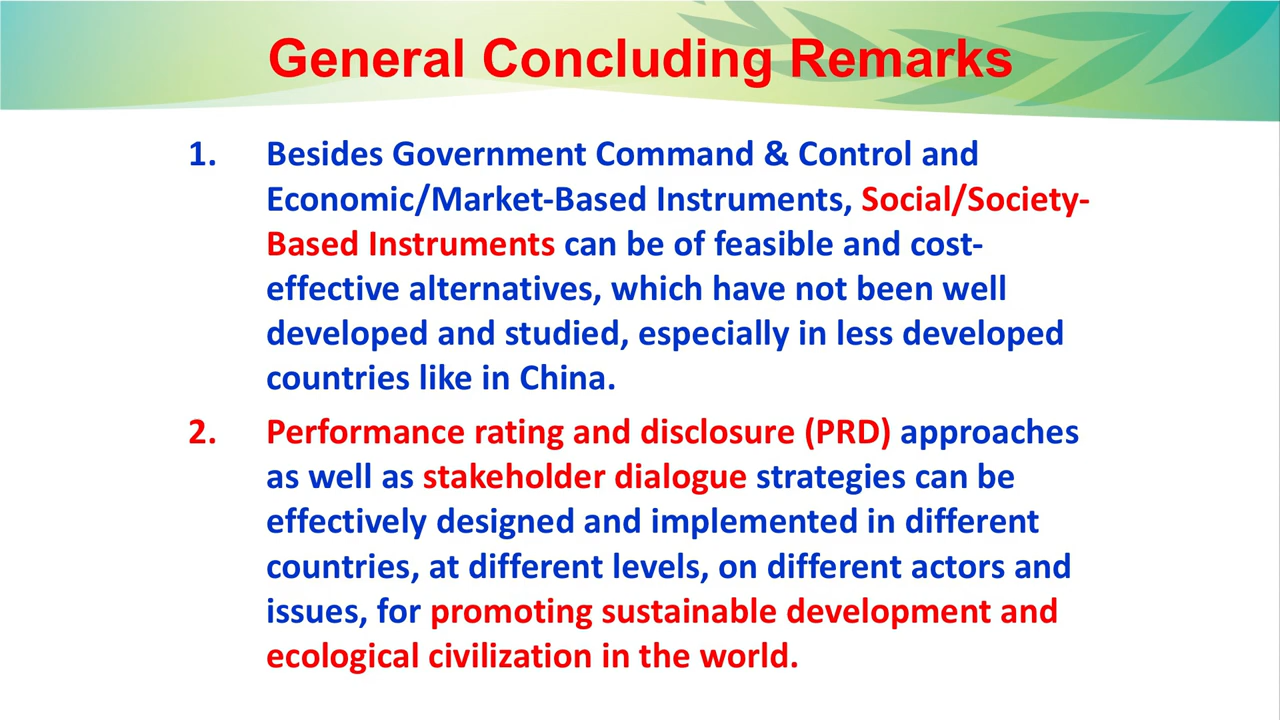 General Concluding Remarks
1. Besides Government Command & Control and
Economic/Market-Based Instruments, Social/Society-
Based Instruments can be of feasible and cost-
effective alternatives, which have not been well
developed and studied, especially in less developed
countries like in China.
2. Performance rating and disclosure (PRD) approaches
as well as stakeholder dialogue strategies can be
effectively designed and implemented in different
countries, at different levels, on different actors and
issues, for promoting sustainable development and
ecological civilization in the world.